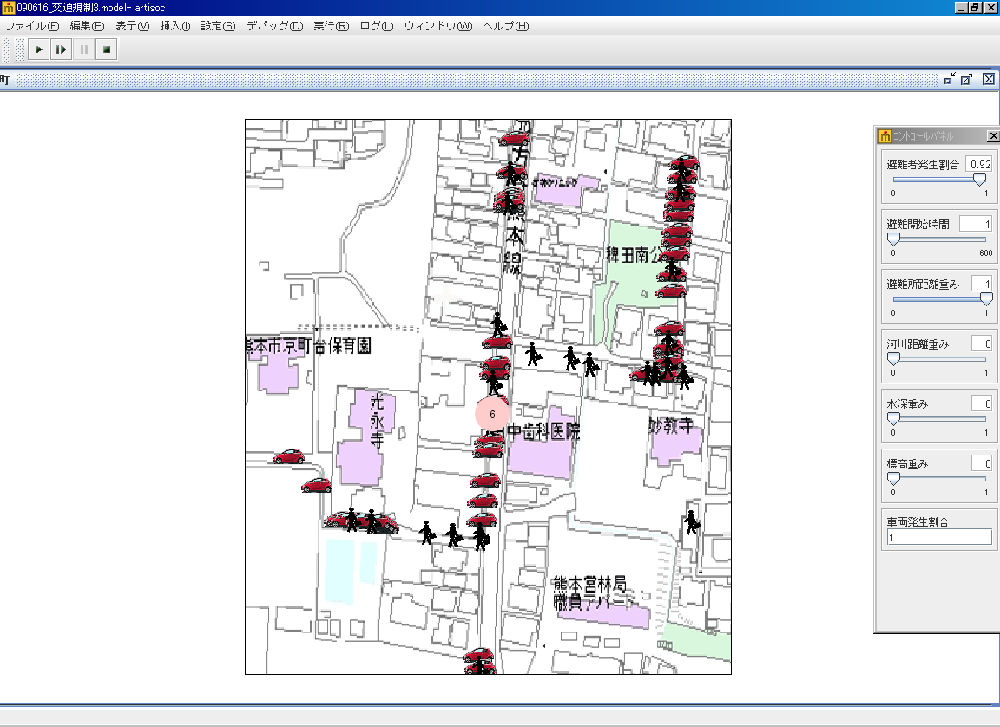 090616_交通規制3.model- artisoc
ファイル(F) 編集(E) 表示(V) 挿入(I) 設定(S) デバッグ(D) 実行(R) ログ(L) ウィンドウ(W) ヘルプ(H)
町
本
線
稗田南公
熊本市京町台保育園
光永寺
6
中歯科医院
妙教寺
熊本営林局
職員アパート
コントロールパネル
避難者発生割合 0.92
0 1
避難開始時間 1
0 600
避難所距離重み 1
0 1
河川距離重み 0
0 1
水深重み 0
0 1
標高重み 0
0 1
車両発生割合
1